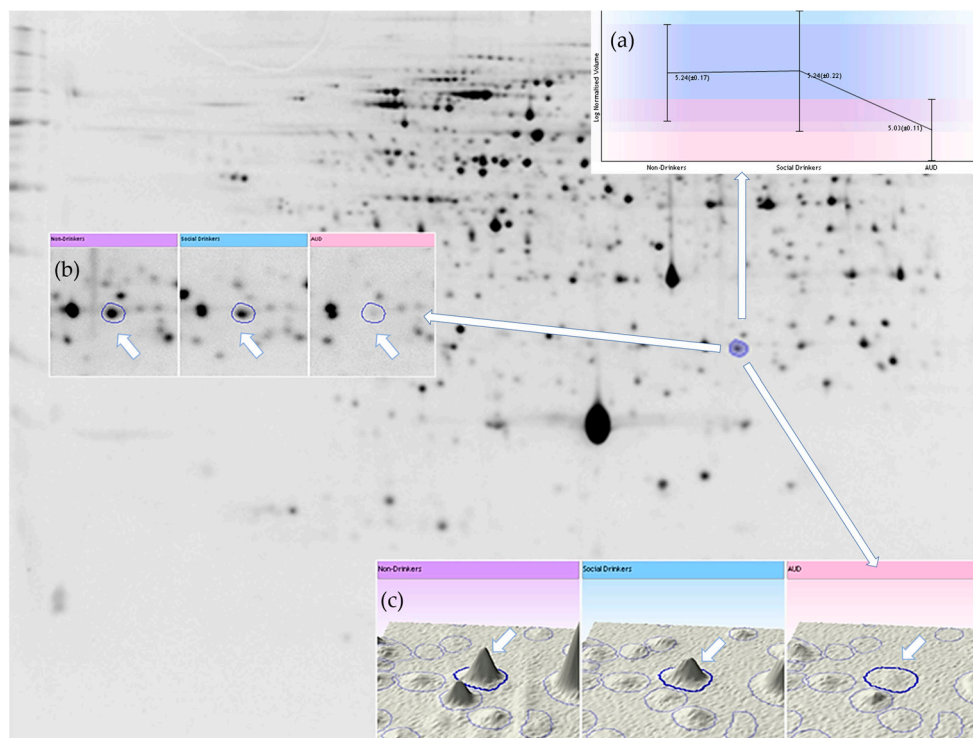 (a)
Log Normalised Volume
5.24(±0.17)
5.24(±0.22)
5.03(±0.11)
Non-Drinkers
Social Drinkers
AUD
Non-Drinkers
Social Drinkers
AUD
(b)
Non-Drinkers
Social Drinkers
AUD
(c)